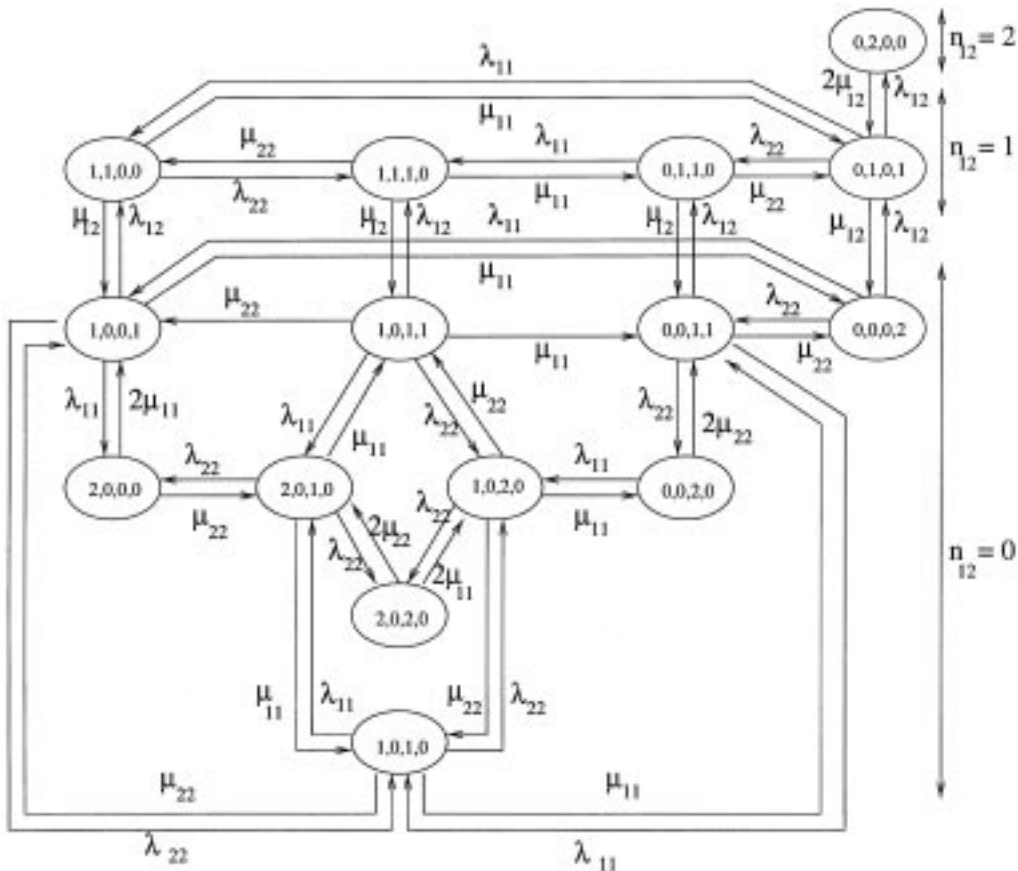 0,2,0,0
n₁₂ = 2
λ₁₁
2μ₁₂ λ₁₂
μ₁₁
μ₂₂ λ₁₁ λ₂₂
n₁₂ = 1
1,1,0,0 1,1,1,0 0,1,1,0 0,1,0,1
λ₂₂ μ₁₁ μ₂₂
μ₁₂ λ₁₂ μ₁₂ λ₁₂ λ₁₁ μ₁₂ λ₁₂ μ₁₂ λ₁₂
μ₁₁
μ₂₂ λ₂₂
1,0,0,1 1,0,1,1 0,0,1,1 0,0,0,2
μ₁₁ μ₂₂
λ₁₁ 2μ₁₁ λ₁₁ μ₁₁ λ₂₂ μ₂₂ λ₂₂ 2μ₂₂
n₁₂ = 0
λ₂₂ λ₁₁
2,0,0,0 2,0,1,0 1,0,2,0 0,0,2,0
μ₂₂ μ₁₁
λ₂₂ 2μ₂₂ λ₂₂ 2μ₁₁
2,0,2,0
μ₁₁ λ₁₁ μ₂₂ λ₂₂
1,0,1,0
μ₂₂ μ₁₁
λ₂₂ λ₁₁